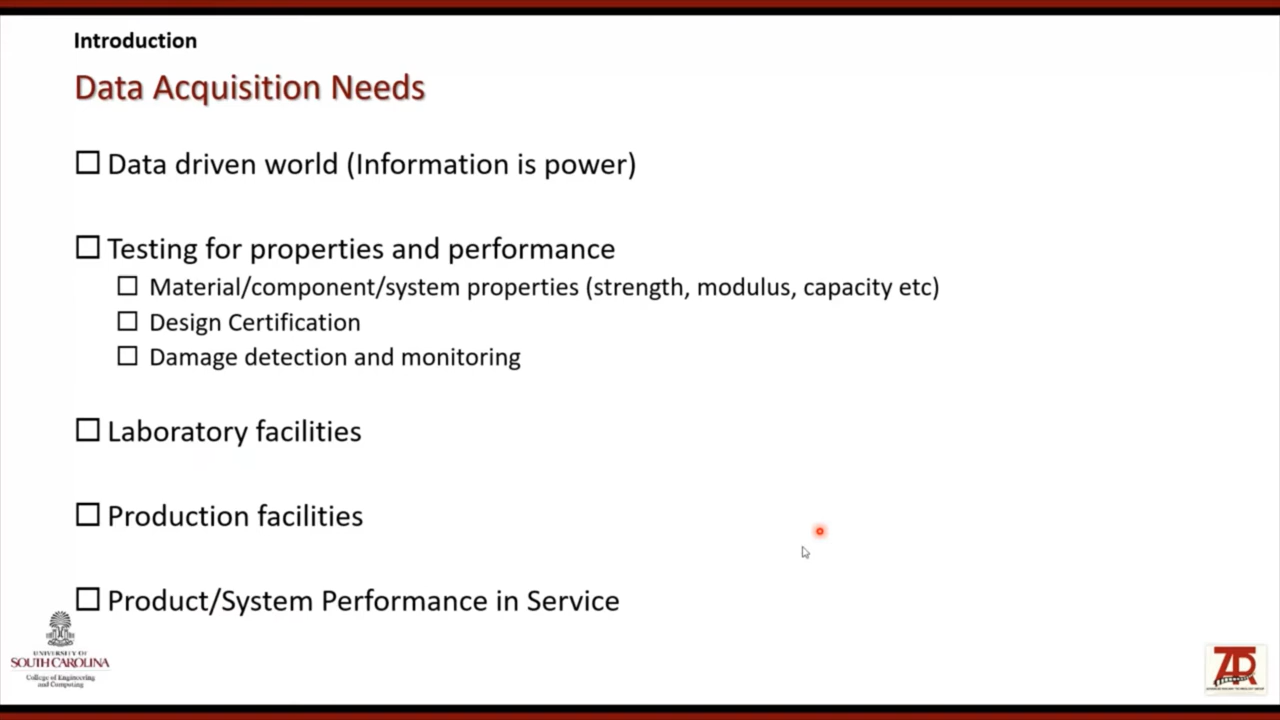 Introduction
Data Acquisition Needs
Data driven world (Information is power)
Testing for properties and performance
Material/component/system properties (strength, modulus, capacity etc)
Design Certification
Damage detection and monitoring
Laboratory facilities
Production facilities
Product/System Performance in Service
UNIVERSITY OF
SOUTH CAROLINA
College of Engineering
and Computing